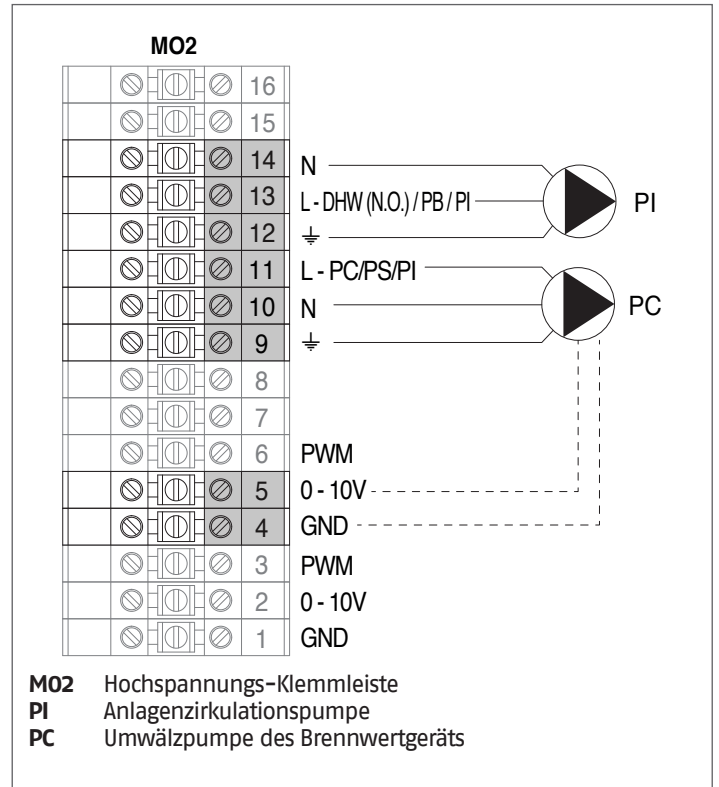 MO2
16
15
14 N
13 L - DHW (N.O.) / PB / PI PI
12
11 L - PC/PS/PI
10 N PC
9
8
7
6 PWM
5 0 - 10V
4 GND
3 PWM
2 0 - 10V
1 GND
M02 Hochspannungs-Klemmleiste
PI Anlagenzirkulationspumpe
PC Umwälzpumpe des Brennwertgeräts